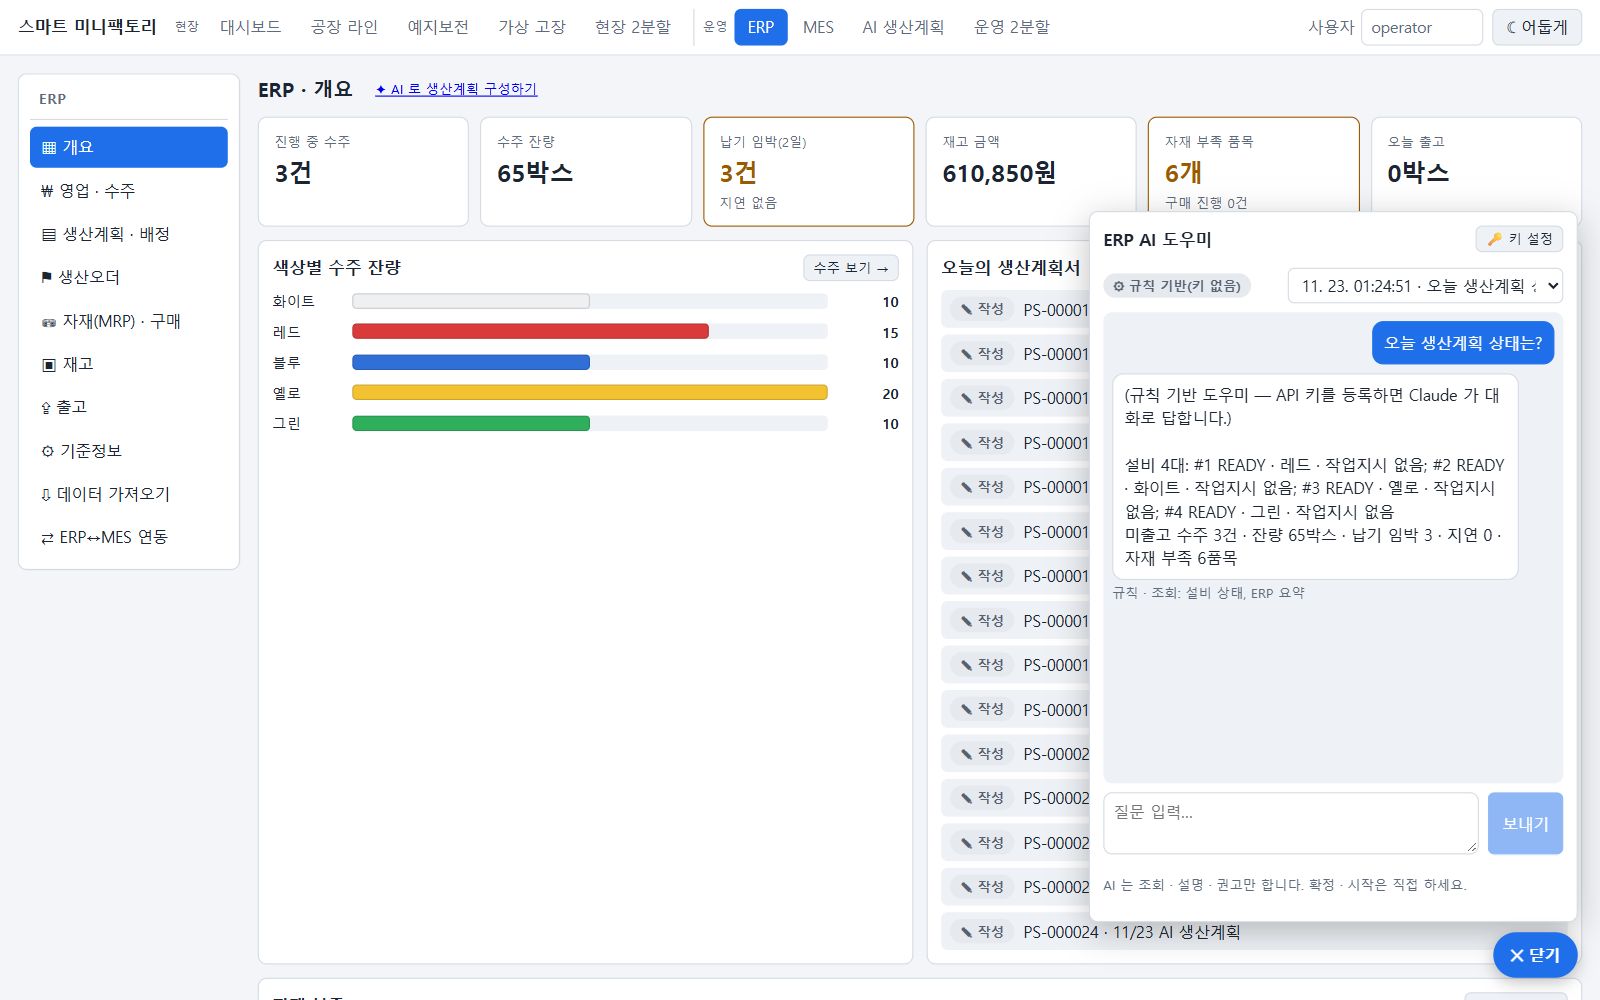 스마트 미니팩토리 현장 대시보드 공장 라인 예지보전 가상 고장 현장 2분할 운영 ERP MES AI 생산계획 운영 2분할 사용자 operator ☾ 어둡게
ERP
▦ 개요
₩ 영업 · 수주
▤ 생산계획 · 배정
⚑ 생산오더
자재(MRP) · 구매
▣ 재고
⇪ 출고
⚙ 기준정보
⇩ 데이터 가져오기
⇄ ERP↔MES 연동
ERP · 개요 ✦ AI 로 생산계획 구성하기
진행 중 수주
3건
수주 잔량
65박스
납기 임박(2일)
3건
지연 없음
재고 금액
610,850원
자재 부족 품목
6개
구매 진행 0건
오늘 출고
0박스
색상별 수주 잔량 수주 보기 →
화이트 10
레드 15
블루 10
옐로 20
그린 10
오늘의 생산계획서
✎ 작성 PS-00001
✎ 작성 PS-00001
✎ 작성 PS-00001
✎ 작성 PS-00001
✎ 작성 PS-00001
✎ 작성 PS-00001
✎ 작성 PS-00001
✎ 작성 PS-00001
✎ 작성 PS-00001
✎ 작성 PS-00001
✎ 작성 PS-00002
✎ 작성 PS-00002
✎ 작성 PS-00002
✎ 작성 PS-00002
✎ 작성 PS-000024 · 11/23 AI 생산계획
ERP AI 도우미 🔑 키 설정
⚙ 규칙 기반(키 없음) 11. 23. 01:24:51 · 오늘 생산계획
오늘 생산계획 상태는?
(규칙 기반 도우미 — API 키를 등록하면 Claude 가 대
화로 답합니다.)
설비 4대: #1 READY · 레드 · 작업지시 없음; #2 READY
· 화이트 · 작업지시 없음; #3 READY · 옐로 · 작업지시
없음; #4 READY · 그린 · 작업지시 없음
미출고 수주 3건 · 잔량 65박스 · 납기 임박 3 · 지연 0 ·
자재 부족 6품목
규칙 · 조회: 설비 상태, ERP 요약
질문 입력...
보내기
AI 는 조회 · 설명 · 권고만 합니다. 확정 · 시작은 직접 하세요.
✕ 닫기